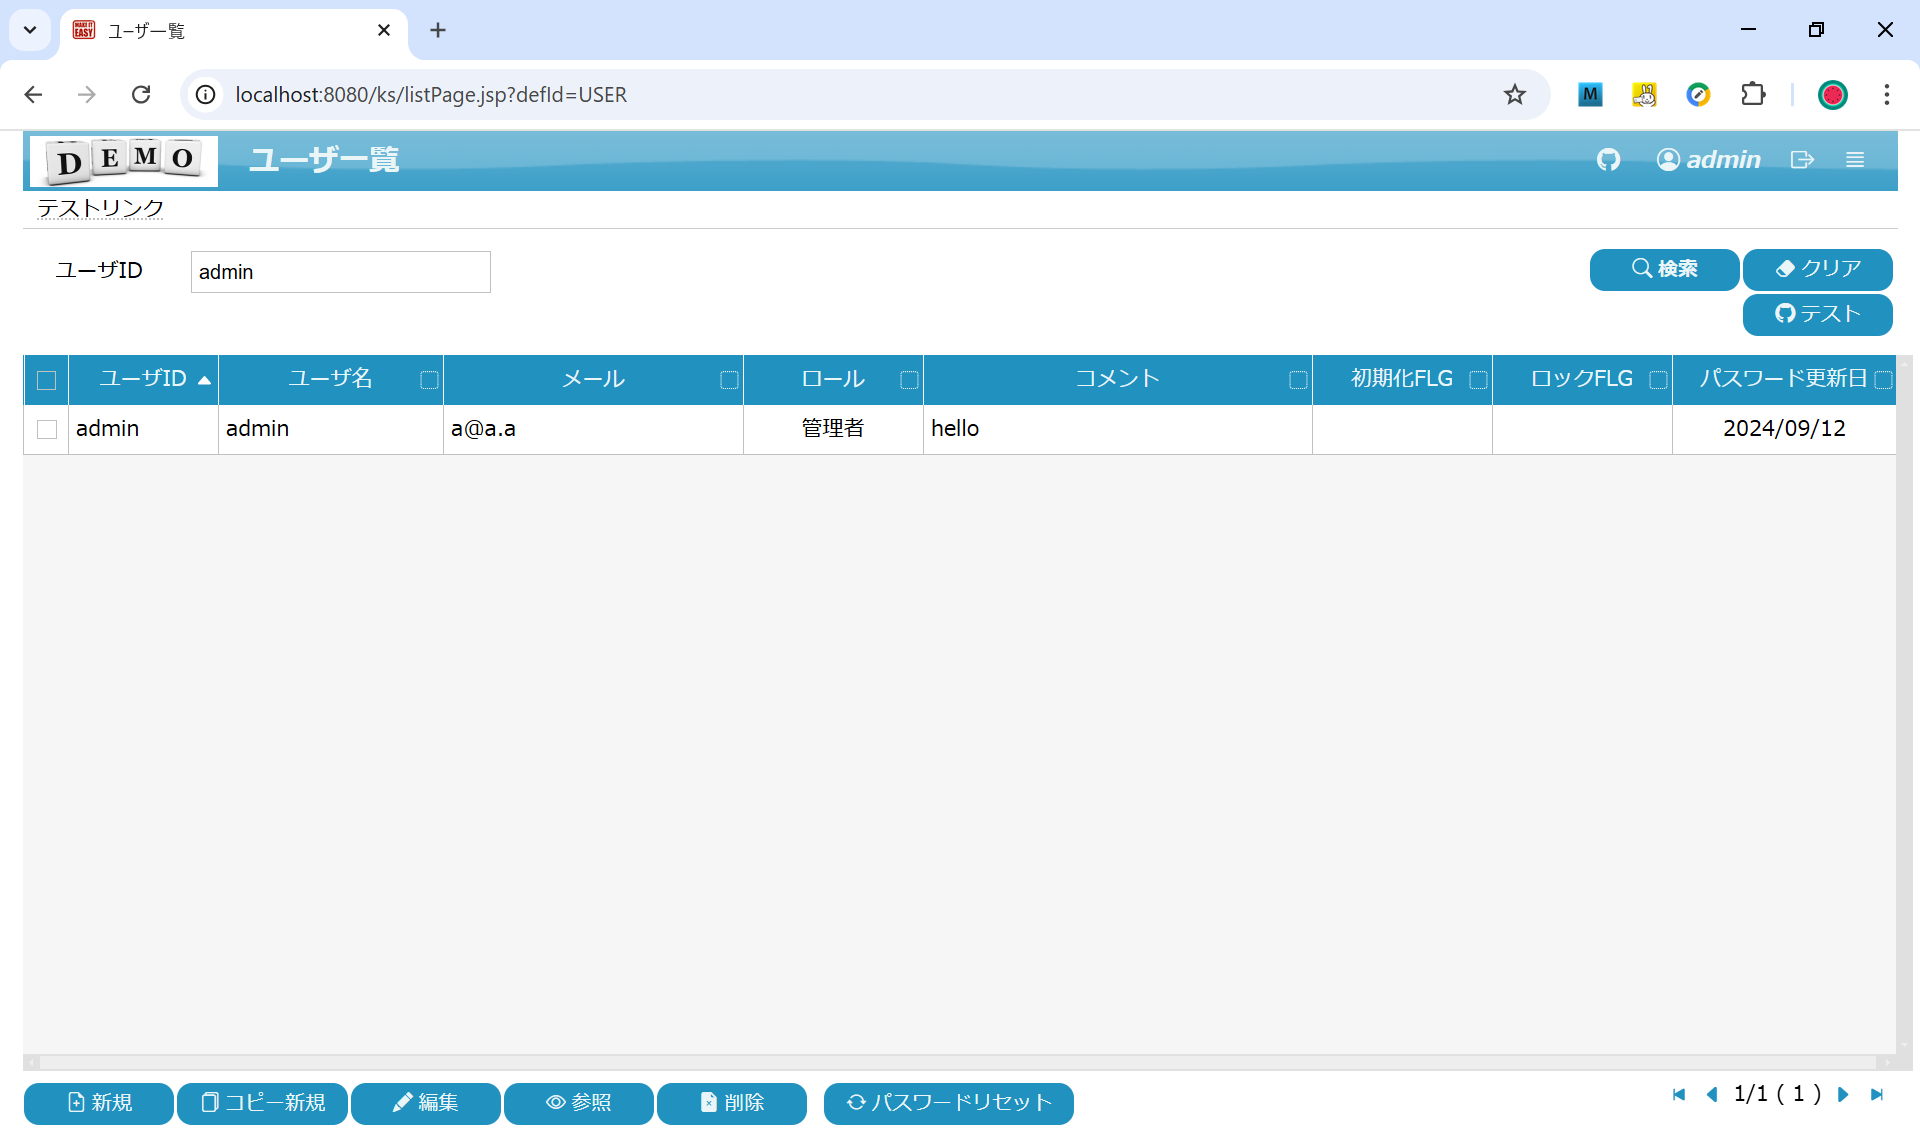 MAKE IT EASY ユーザ一覧
localhost:8080/ks/listPage.jsp?defId=USER
M
DEMO ユーザ一覧 admin
テストリンク
ユーザID admin 検索 クリア
テスト
ユーザID ユーザ名 メール ロール コメント 初期化FLG ロックFLG パスワード更新日
admin admin a@a.a 管理者 hello 2024/09/12
新規 コピー新規 編集 参照 削除 パスワードリセット 1/1 ( 1 )